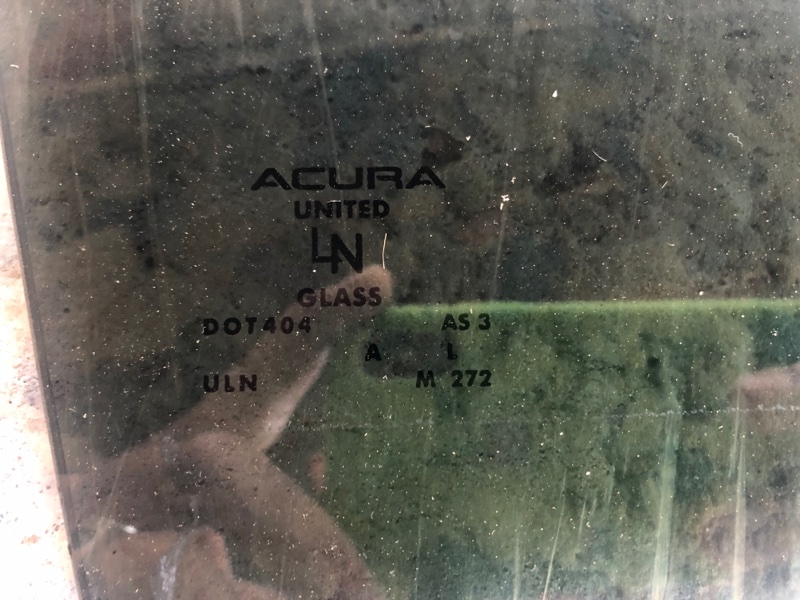 ACURA
UNITED
LN
GLASS
DOT404 AS 3
A L
ULN M 272